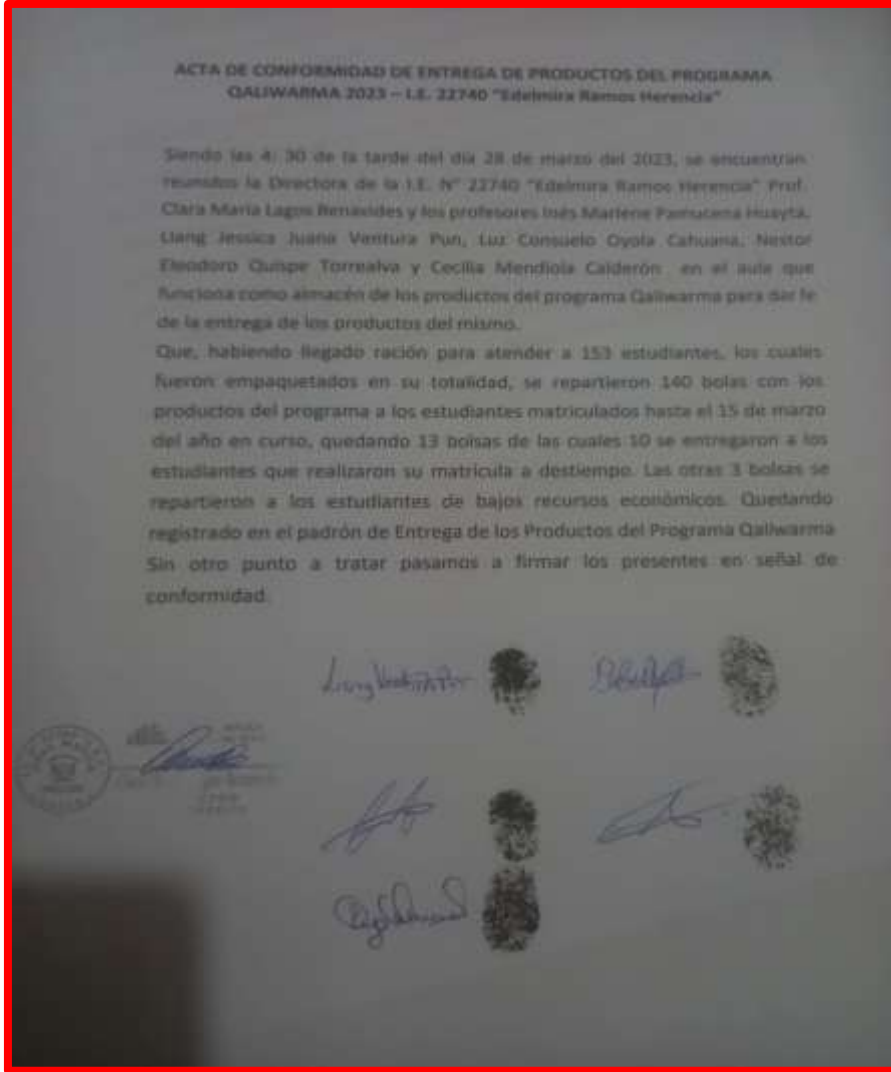 ACTA DE CONFORMIDAD DE ENTREGA DE PRODUCTOS DEL PROGRAMA
QALIWARMA 2023 – I.E. 22740 "Edelmira Ramos Herencia"
Siendo las 4: 30 de la tarde del día 28 de marzo del 2023, se encuentran
reunidos la Directora de la I.E. N° 22740 "Edelmira Ramos Herencia" Prof.
Clara María Lagos Benavides y los profesores Inés Marlene Pamucena Huayta,
Liang Jessica Juana Ventura Pun, Luz Consuelo Oyola Cahuana, Nestor
Eleodoro Quispe Torrealva y Cecilia Mendiola Calderón en el aula que
funciona como almacén de los productos del programa Qaliwarma para dar fe
de la entrega de los productos del mismo.
Que, habiendo llegado ración para atender a 153 estudiantes, los cuales
fueron empaquetados en su totalidad, se repartieron 140 bolas con los
productos del programa a los estudiantes matriculados hasta el 15 de marzo
del año en curso, quedando 13 bolsas de las cuales 10 se entregaron a los
estudiantes que realizaron su matrícula a destiempo. Las otras 3 bolsas se
repartieron a los estudiantes de bajos recursos económicos. Quedando
registrado en el padrón de Entrega de los Productos del Programa Qaliwarma
Sin otro punto a tratar pasamos a firmar los presentes en señal de
conformidad.